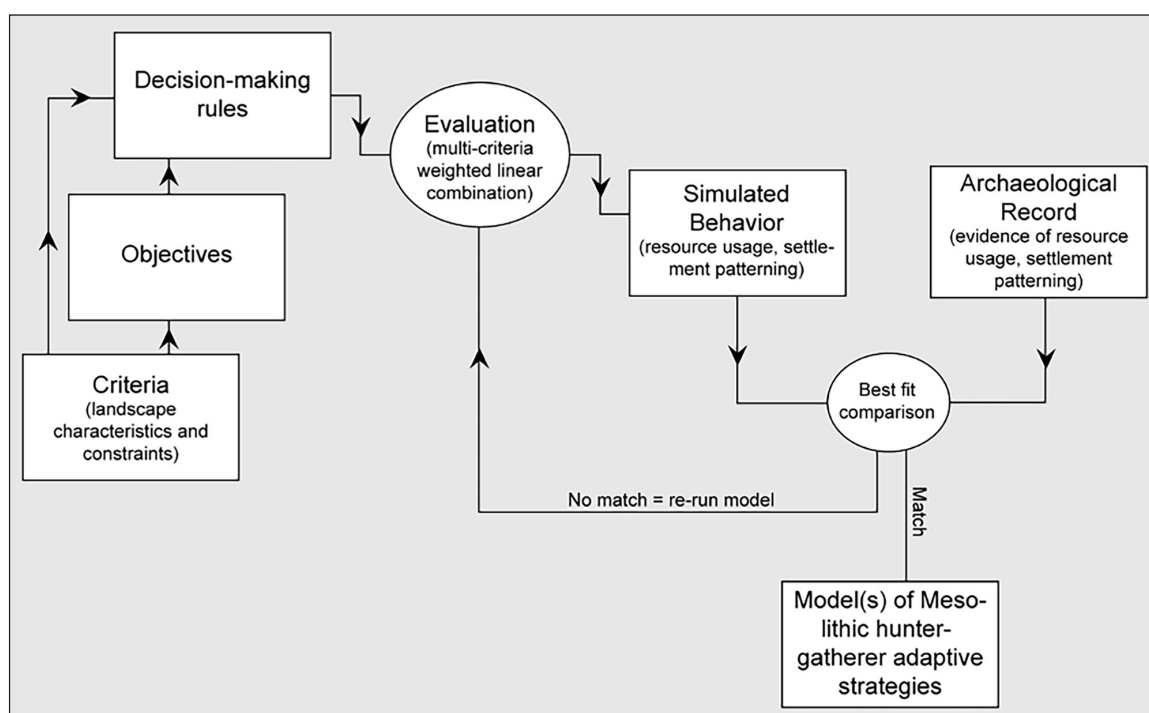 Decision-making
rules
Objectives
Criteria
(landscape
characteristics and
constraints)
Evaluation
(multi-criteria
weighted linear
combination)
Simulated
Behavior
(resource usage, settle-
ment patterning)
Archaeological
Record
(evidence of resource
usage, settlement
patterning)
Best fit
comparison
No match = re-run model
Match
Model(s) of Meso-
lithic hunter-
gatherer adaptive
strategies